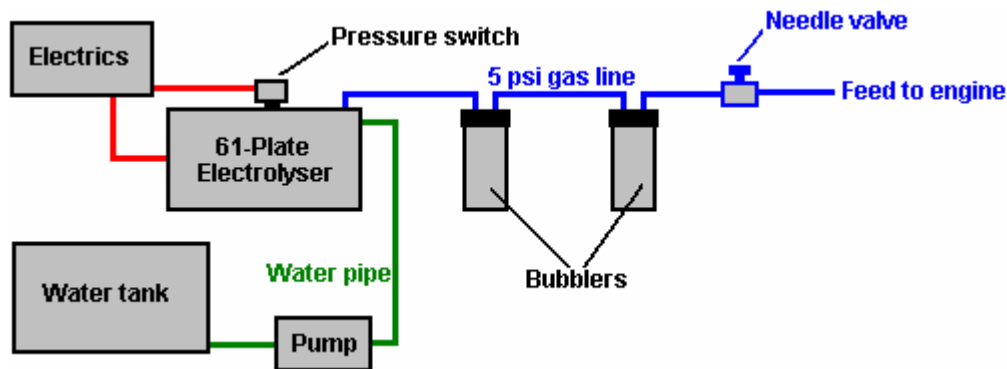 Needle valve
Electrics
Pressure switch
5 psi gas line
Feed to engine
61-Plate
Electrolyser
Water tank
Water pipe
Bubblers
Pump